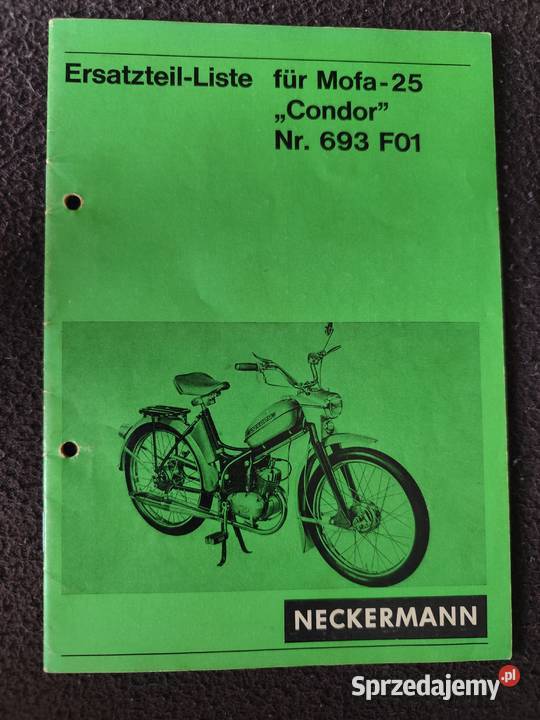 Ersatzteil-Liste für Mofa-25
„Condor”
Nr. 693 F01
NECKERMANN
Sprzedajemy.pl